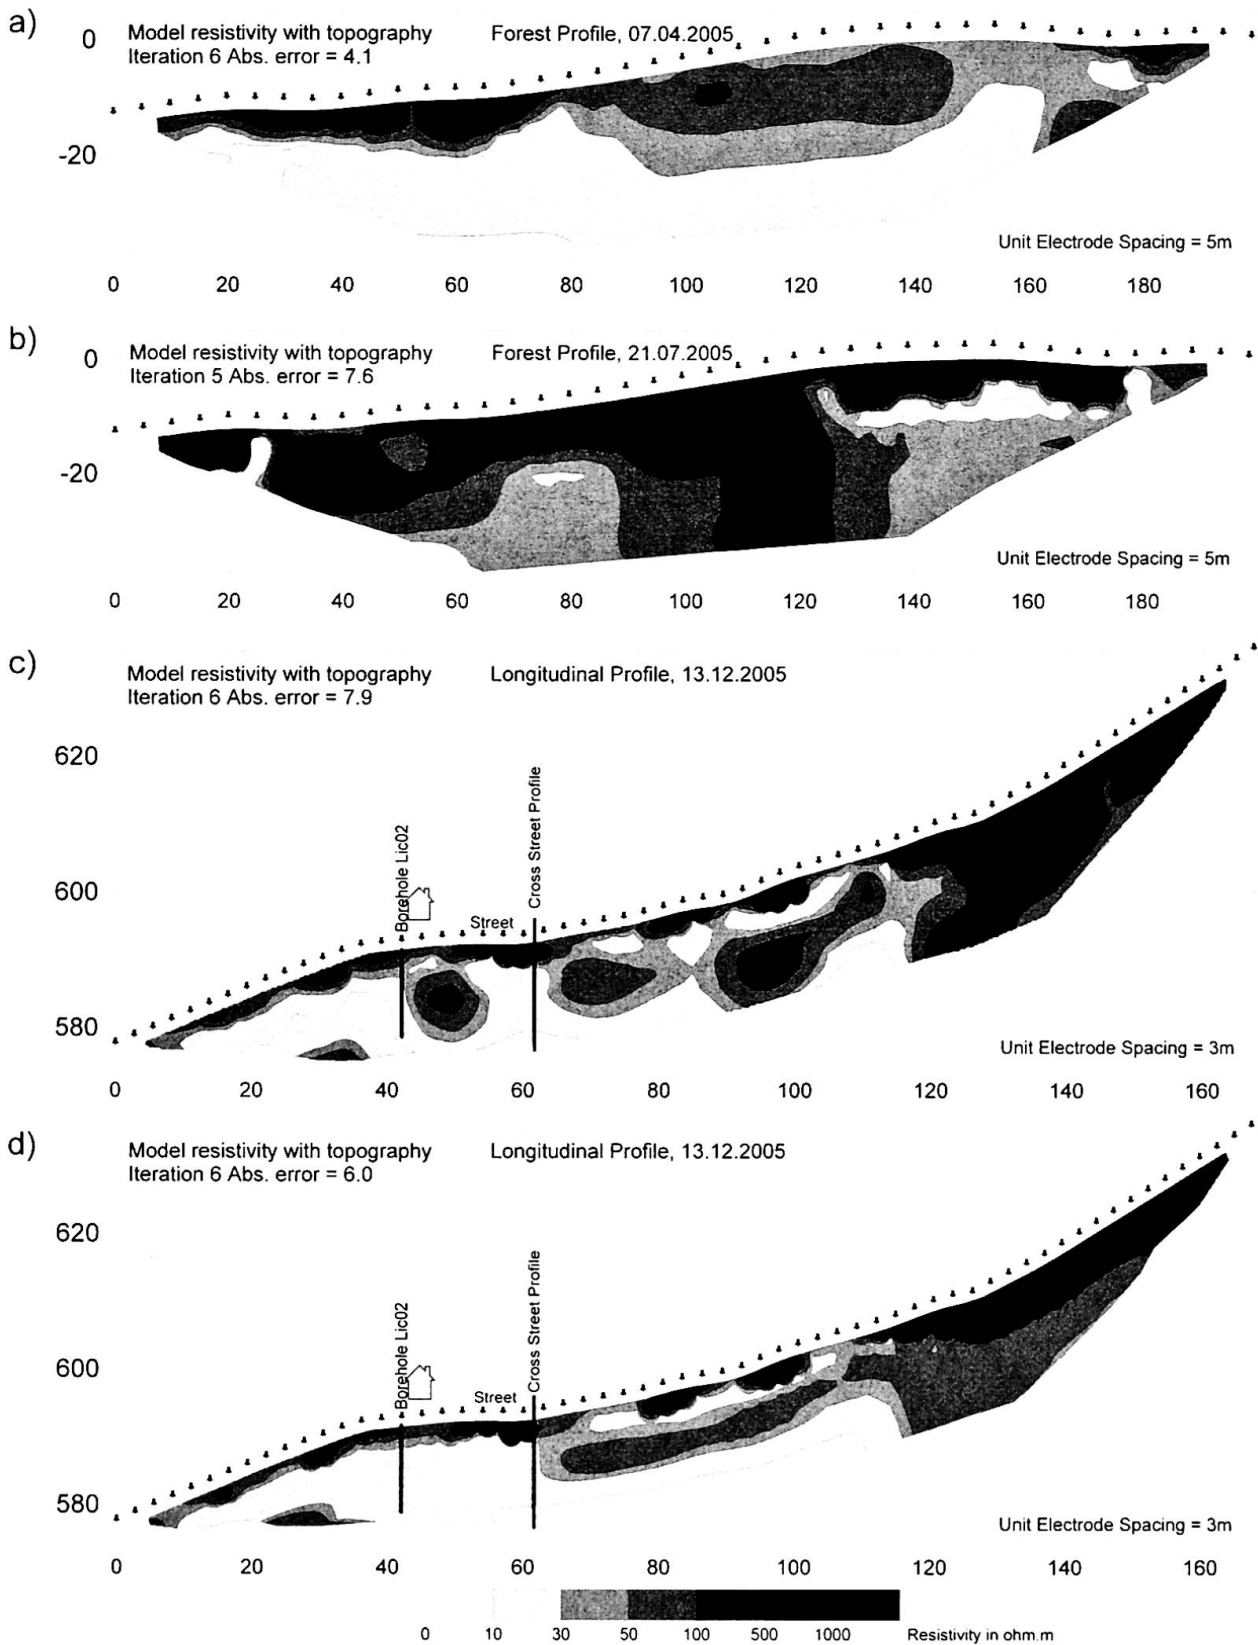 a)
Model resistivity with topography
Iteration 6 Abs. error = 4.1
Forest Profile, 07.04.2005
0
-20
Unit Electrode Spacing = 5m
0 20 40 60 80 100 120 140 160 180
b)
Model resistivity with topography
Iteration 5 Abs. error = 7.6
Forest Profile, 21.07.2005
0
-20
Unit Electrode Spacing = 5m
0 20 40 60 80 100 120 140 160 180
c)
Model resistivity with topography
Iteration 6 Abs. error = 7.9
Longitudinal Profile, 13.12.2005
620
600
580
Borehole Lic02
Street
Cross Street Profile
Unit Electrode Spacing = 3m
0 20 40 60 80 100 120 140 160
d)
Model resistivity with topography
Iteration 6 Abs. error = 6.0
Longitudinal Profile, 13.12.2005
620
600
580
Borehole Lic02
Street
Cross Street Profile
Unit Electrode Spacing = 3m
0 20 40 60 80 100 120 140 160
0 10 30 50 100 500 1000 Resistivity in ohm.m